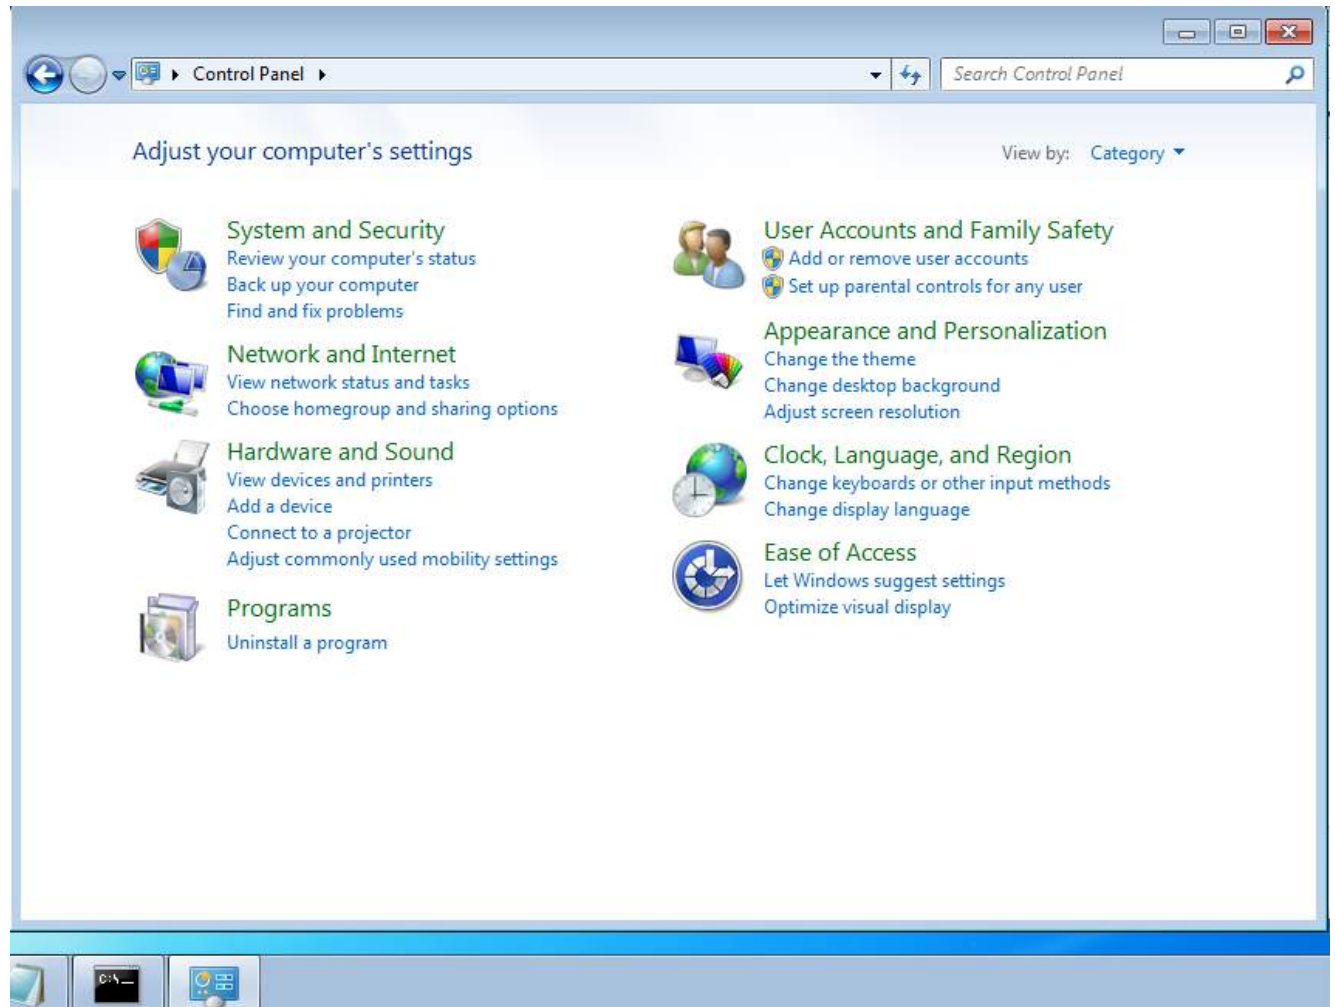 Control Panel
Search Control Panel
Adjust your computer's settings
View by: Category
System and Security
Review your computer's status
Back up your computer
Find and fix problems
Network and Internet
View network status and tasks
Choose homegroup and sharing options
Hardware and Sound
View devices and printers
Add a device
Connect to a projector
Adjust commonly used mobility settings
Programs
Uninstall a program
User Accounts and Family Safety
Add or remove user accounts
Set up parental controls for any user
Appearance and Personalization
Change the theme
Change desktop background
Adjust screen resolution
Clock, Language, and Region
Change keyboards or other input methods
Change display language
Ease of Access
Let Windows suggest settings
Optimize visual display
C:\_